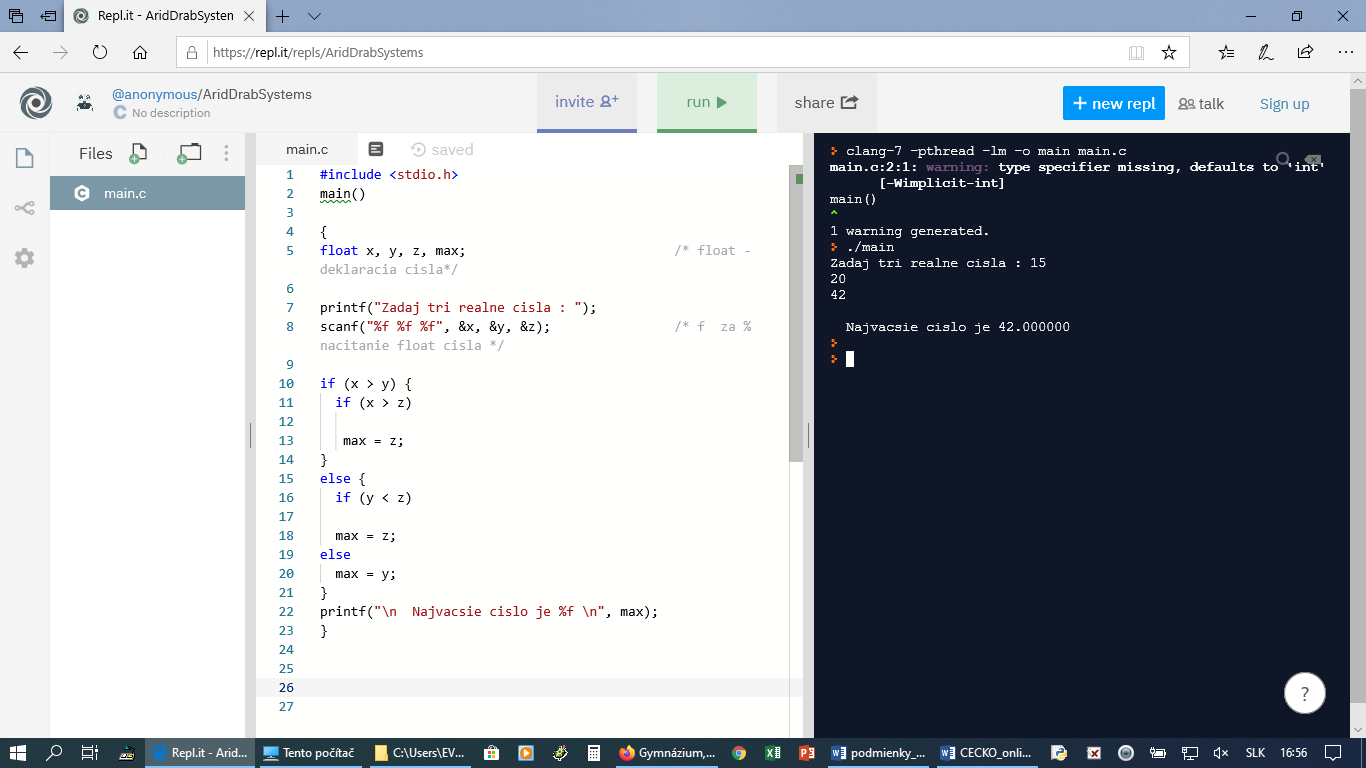 Repl.it - AridDrabSysten
https://repl.it/repls/AridDrabSystems
@anonymous/AridDrabSystems
No description
invite
run
share
+ new repl
talk
Sign up
Files
main.c
main.c
saved
1 #include <stdio.h>
2 main()
3
4 {
5 float x, y, z, max; /* float -
deklaracia cisla*/
6
7 printf("Zadaj tri realne cisla : ");
8 scanf("%f %f %f", &x, &y, &z); /* f za %
nacitanie float cisla */
9
10 if (x > y) {
11 if (x > z)
12
13 max = z;
14 }
15 else {
16 if (y < z)
17
18 max = z;
19 else
20 max = y;
21 }
22 printf("\n  Najvacsie cislo je %f \n", max);
23 }
24
25
26
27
clang-7 -pthread -lm -o main main.c
main.c:2:1: warning: type specifier missing, defaults to 'int'
[-Wimplicit-int]
main()
^
1 warning generated.
./main
Zadaj tri realne cisla : 15
20
42
Najvacsie cislo je 42.000000
?
Repl.it - Arid...
Tento počítač
C:\Users\EV...
Gymnázium,...
podmienky_...
CECKO_onli...
SLK
16:56